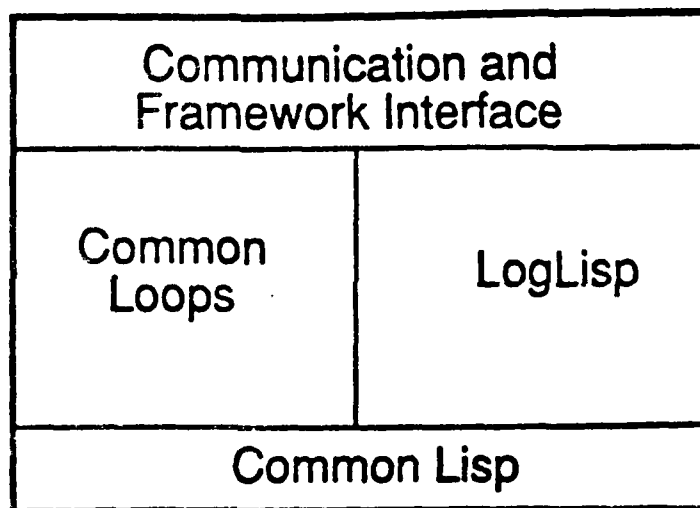 Communication and
Framework Interface
Common
Loops
LogLisp
Common Lisp